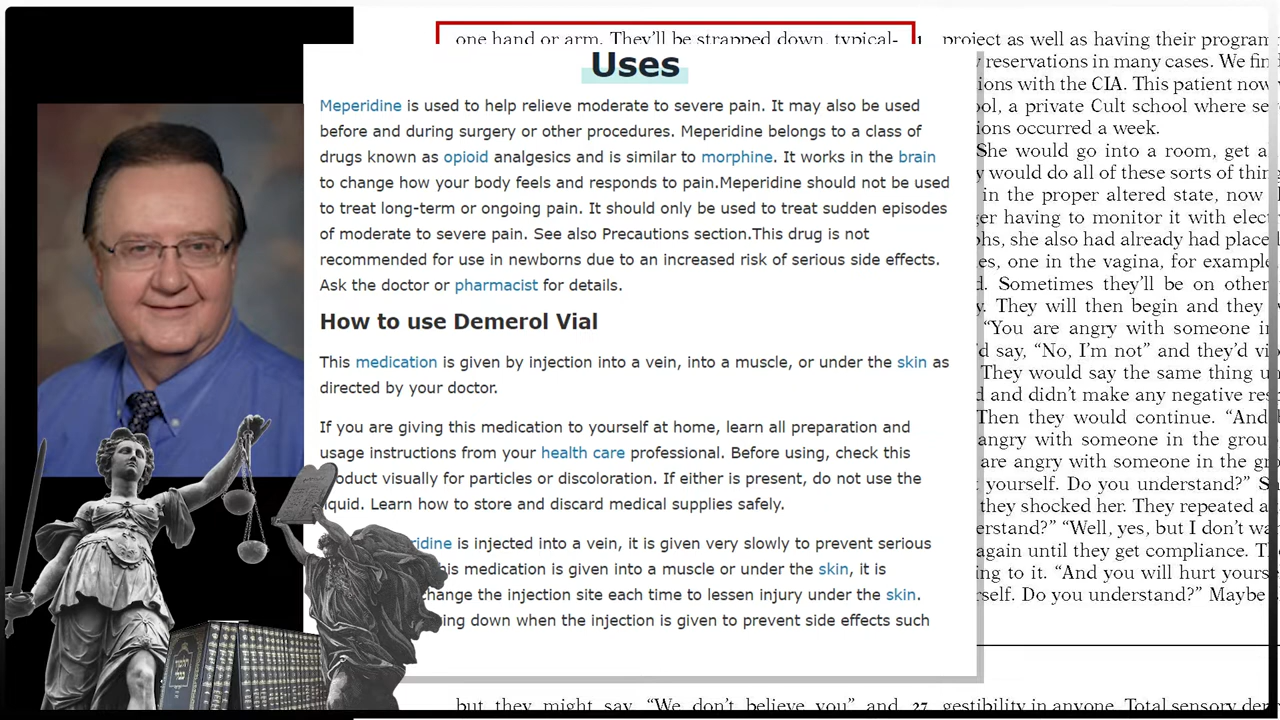 one hand or arm. They'll be strapped down, typical-
Uses
Meperidine is used to help relieve moderate to severe pain. It may also be used
before and during surgery or other procedures. Meperidine belongs to a class of
drugs known as opioid analgesics and is similar to morphine. It works in the brain
to change how your body feels and responds to pain.Meperidine should not be used
to treat long-term or ongoing pain. It should only be used to treat sudden episodes
of moderate to severe pain. See also Precautions section.This drug is not
recommended for use in newborns due to an increased risk of serious side effects.
Ask the doctor or pharmacist for details.
How to use Demerol Vial
This medication is given by injection into a vein, into a muscle, or under the skin as
directed by your doctor.
If you are giving this medication to yourself at home, learn all preparation and
usage instructions from your health care professional. Before using, check this
oduct visually for particles or discoloration. If either is present, do not use the
iquid. Learn how to store and discard medical supplies safely.
ridine is injected into a vein, it is given very slowly to prevent serious
his medication is given into a muscle or under the skin, it is
change the injection site each time to lessen injury under the skin.
ing down when the injection is given to prevent side effects such
but they might say, “We don't believe you” and
project as well as having their program
reservations in many cases. We find
ions with the CIA. This patient now
ol, a private Cult school where se
ions occurred a week.
She would go into a room, get a
would do all of these sorts of thin
in the proper altered state, now
er having to monitor it with elec
hs, she also had already had place
es, one in the vagina, for example
d. Sometimes they'll be on other
. They will then begin and they
“You are angry with someone in
'd say, “No, I'm not” and they'd vi
They would say the same thing
d and didn't make any negative res
Then they would continue. “And
angry with someone in the grou
are angry with someone in the gr
yourself. Do you understand?” S
they shocked her. They repeated a
erstand?” “Well, yes, but I don't wa
again until they get compliance. T
ing to it. “And you will hurt yourse
rself. Do you understand?” Maybe
27 gestibility in anyone. Total sensory dep